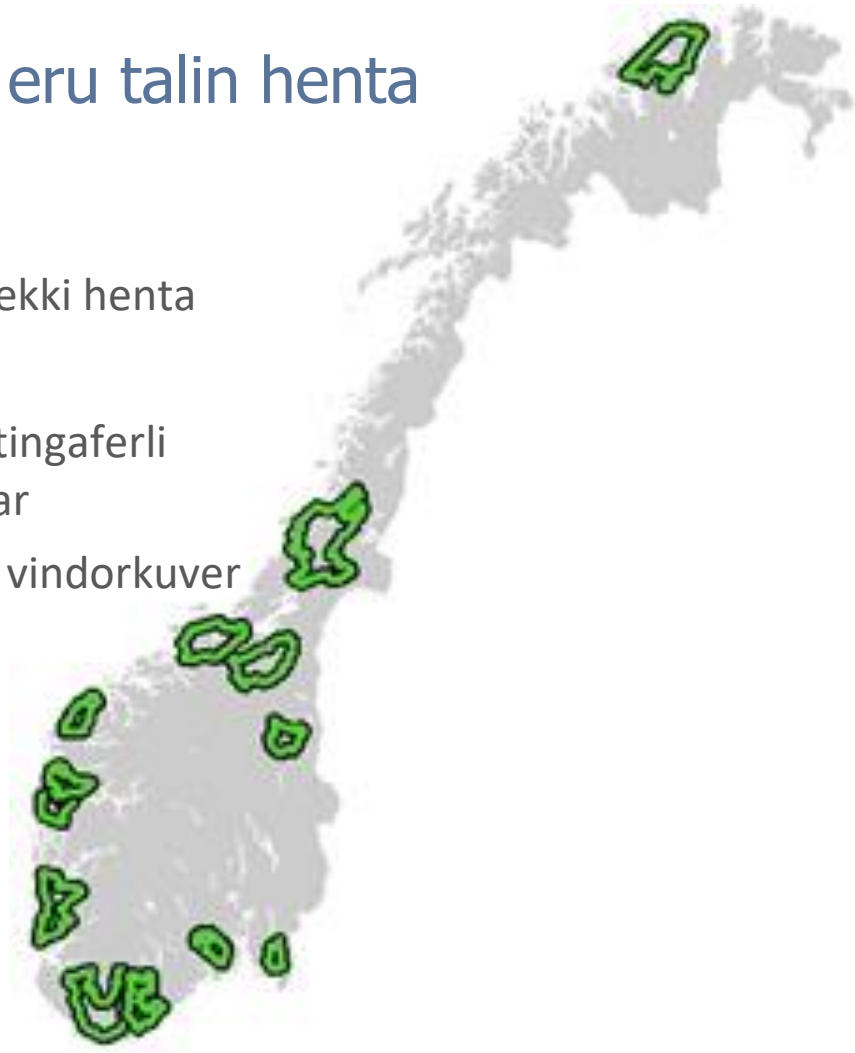 eru talin henta
ekki henta
tingaferli
ar
vindorkuver